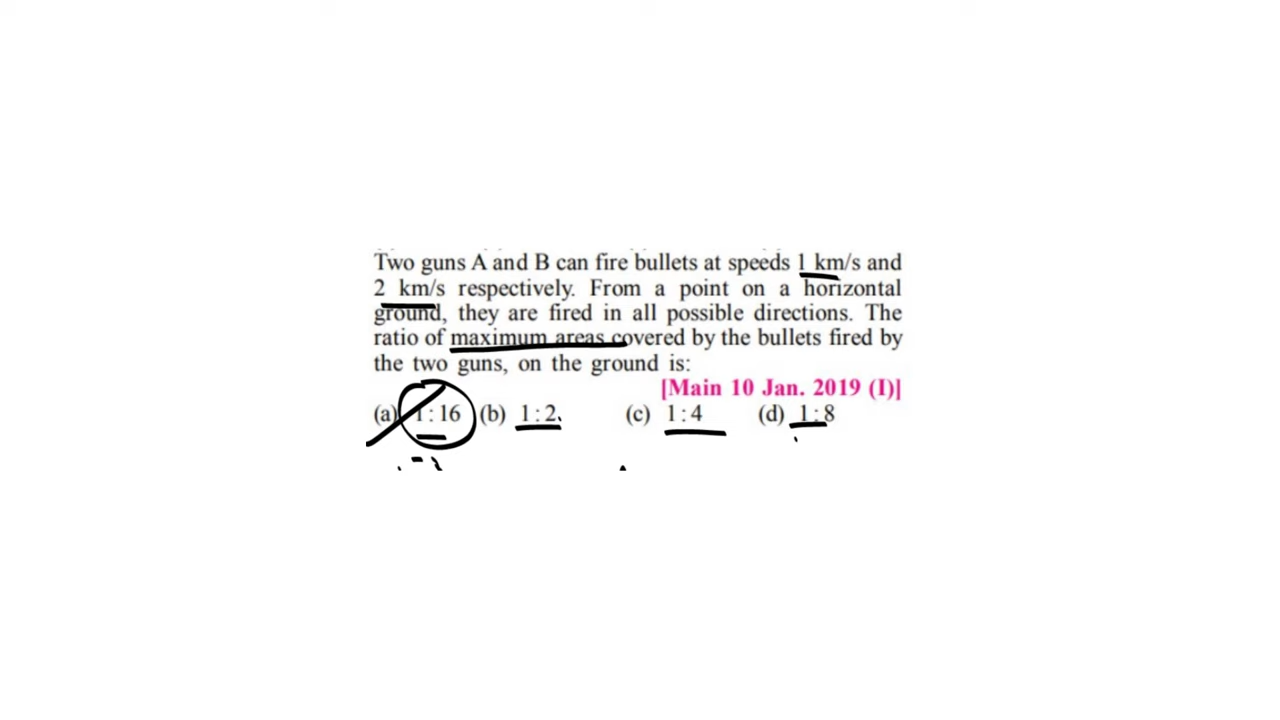 Two guns A and B can fire bullets at speeds 1 km/s and
2 km/s respectively. From a point on a horizontal
ground, they are fired in all possible directions. The
ratio of maximum areas covered by the bullets fired by
the two guns, on the ground is:
[Main 10 Jan. 2019 (I)]
(a) 1 : 16 (b) 1 : 2 (c) 1 : 4 (d) 1 : 8